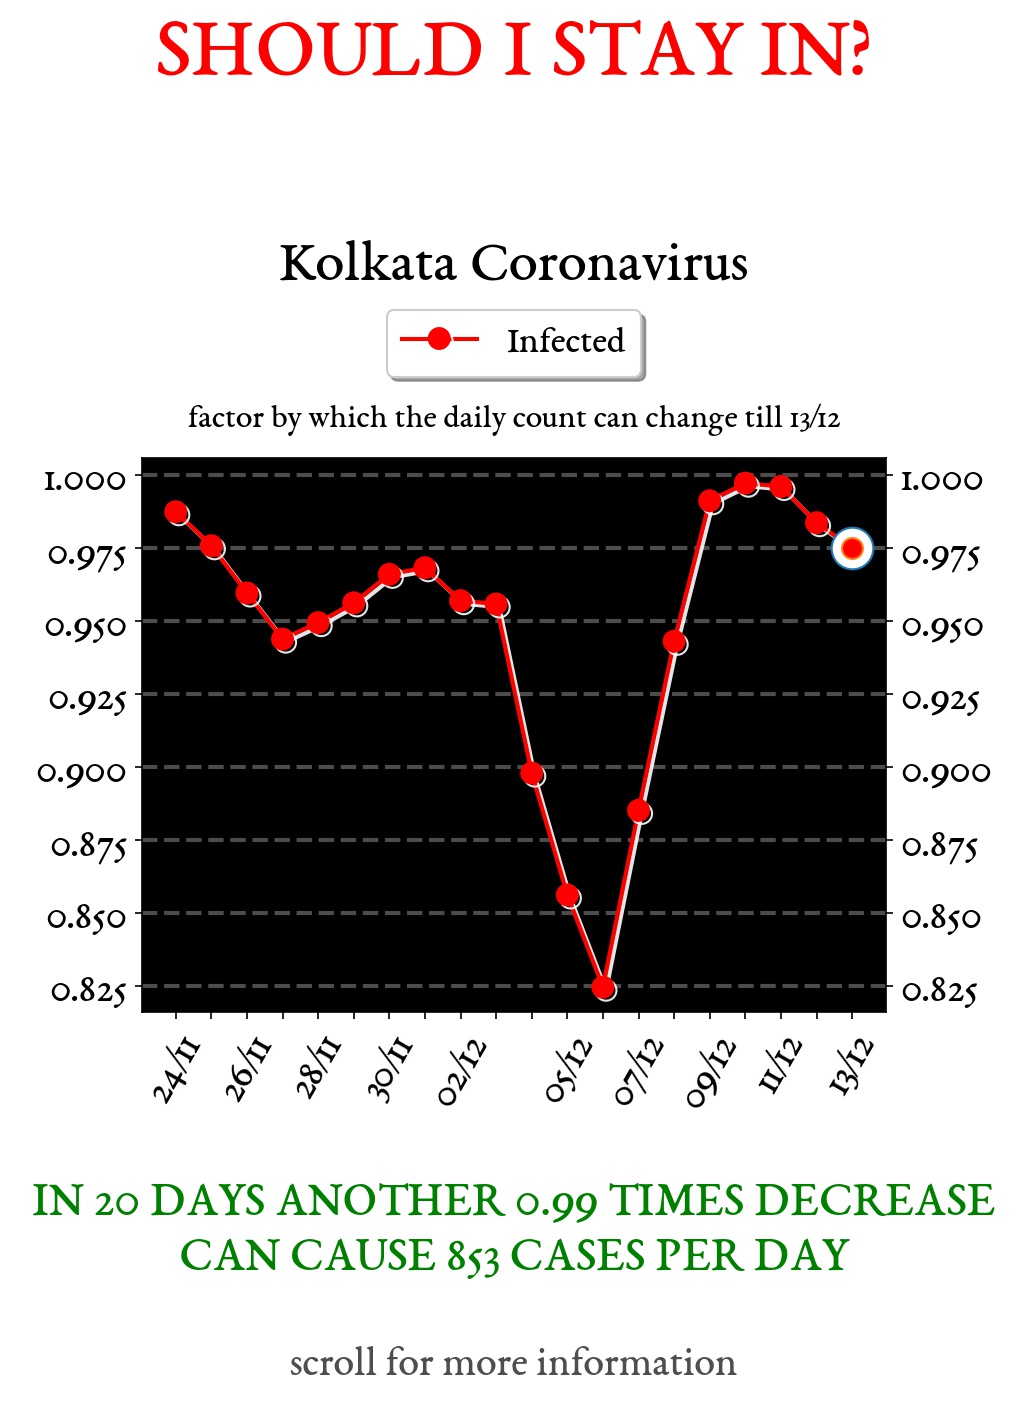 SHOULD I STAY IN?
Kolkata Coronavirus
Infected
factor by which the daily count can change till 13/12
1.000 1.000
0.975 0.975
0.950 0.950
0.925 0.925
0.900 0.900
0.875 0.875
0.850 0.850
0.825 0.825
24/11 26/11 28/11 30/11 02/12 05/12 07/12 09/12 11/12 13/12
IN 20 DAYS ANOTHER 0.99 TIMES DECREASE
CAN CAUSE 853 CASES PER DAY
scroll for more information